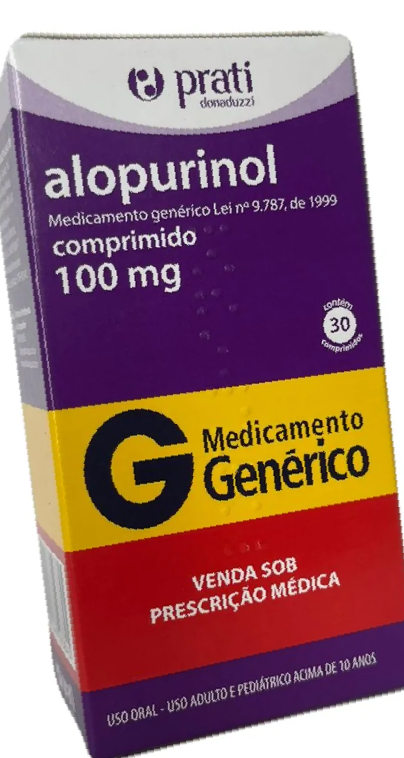 prati
donaduzzi
alopurinol
Medicamento genérico Lei nº 9.787, de 1999
comprimido
100 mg
contém
30
comprimidos
G Medicamento
Genérico
VENDA SOB
PRESCRIÇÃO MÉDICA
USO ORAL - USO ADULTO E PEDIÁTRICO ACIMA DE 10 ANOS